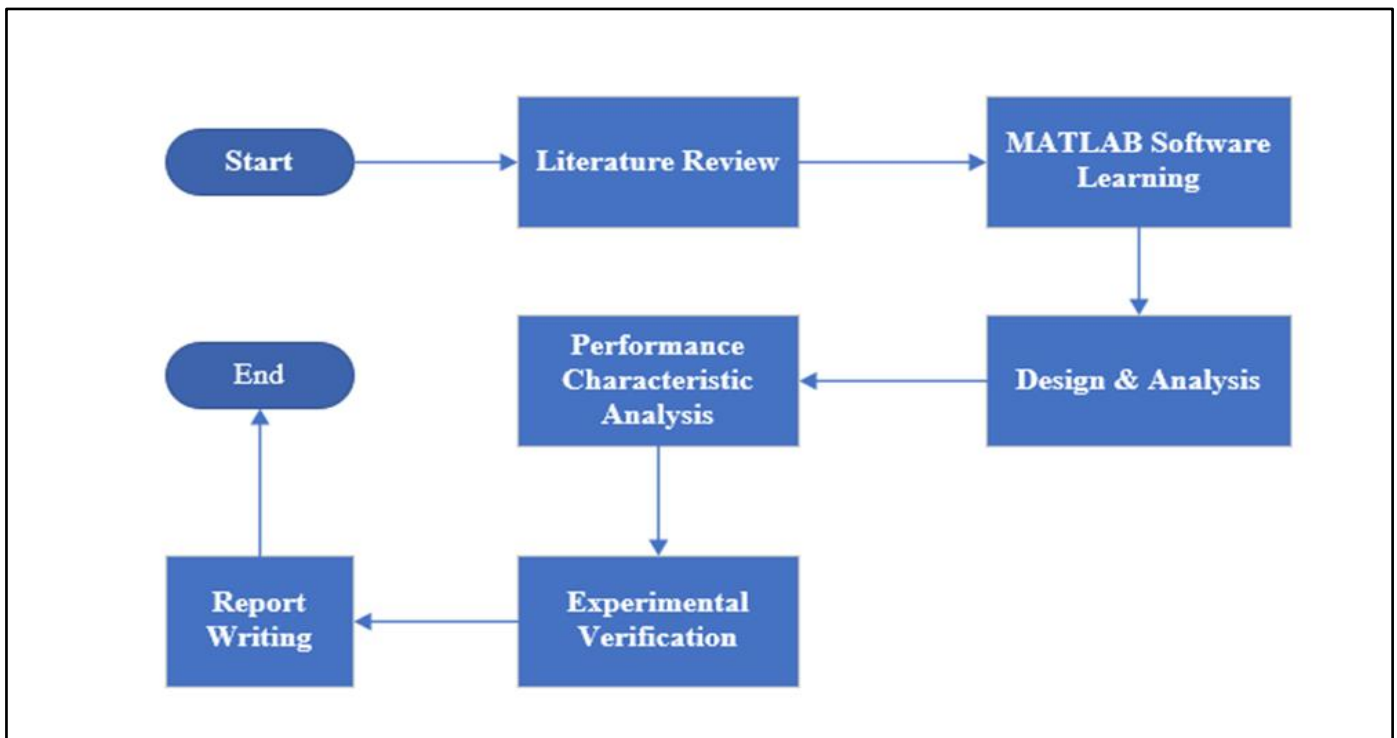 Start
Literature Review
MATLAB Software
Learning
Design & Analysis
Performance
Characteristic
Analysis
Experimental
Verification
Report
Writing
End